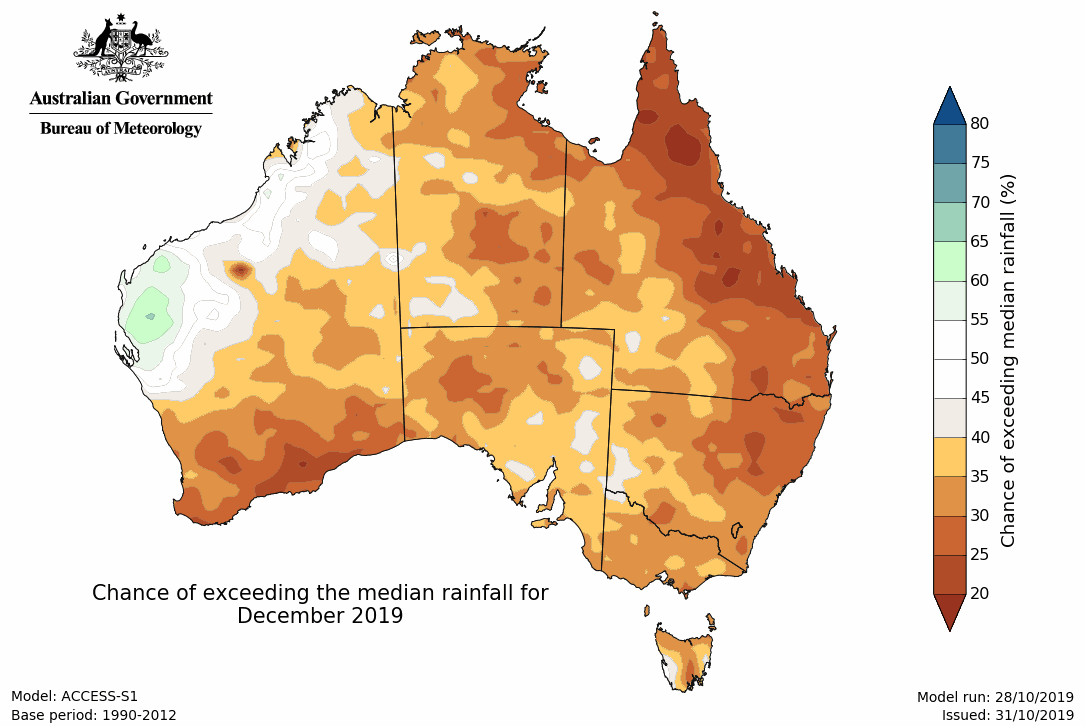 AUSTRALIA
Australian Government
Bureau of Meteorology
80
75
70
65
60
55
50
45
40
35
30
25
20
Chance of exceeding median rainfall (%)
Chance of exceeding the median rainfall for
December 2019
Model: ACCESS-S1
Base period: 1990-2012
Model run: 28/10/2019
Issued: 31/10/2019